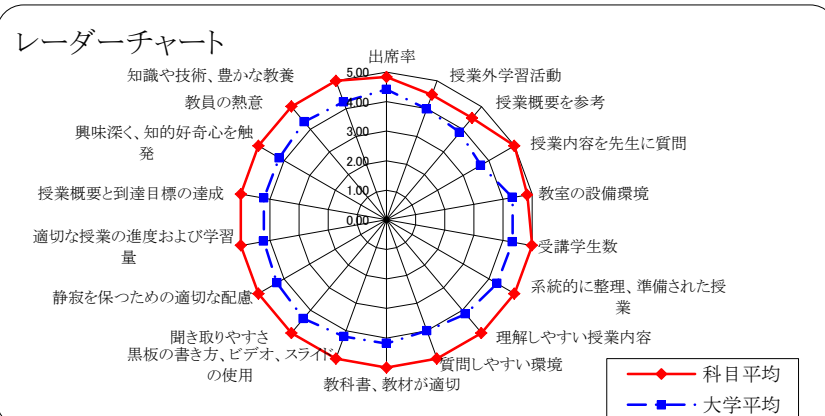 レーダーチャート
出席率
授業外学習活動
授業概要を参考
授業内容を先生に質問
教室の設備環境
受講学生数
系統的に整理、準備された授
業
理解しやすい授業内容
質問しやすい環境
教科書、教材が適切
黒板の書き方、ビデオ、スライド
の使用
聞き取りやすさ
静寂を保つための適切な配慮
適切な授業の進度および学習
量
授業概要と到達目標の達成
興味深く、知的好奇心を触
発
教員の熱意
知識や技術、豊かな教養
5.00
4.00
3.00
2.00
1.00
0.00
科目平均
大学平均